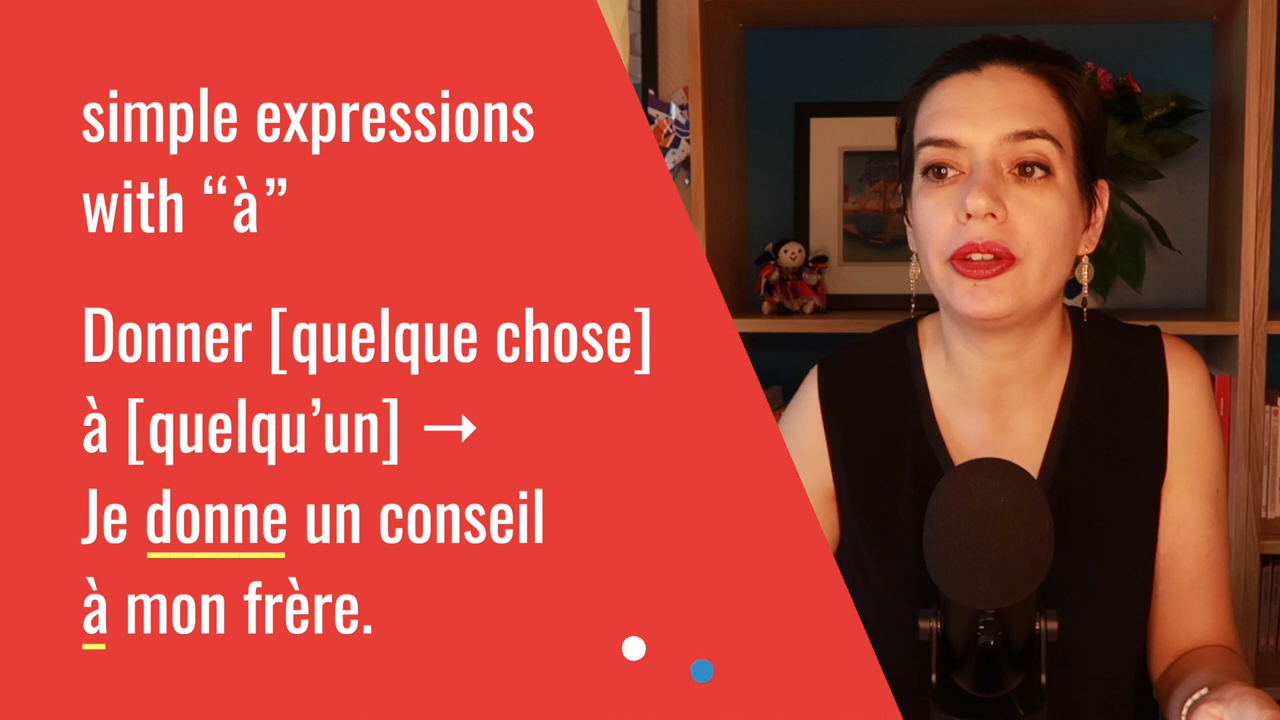 simple expressions
with “à”
Donner [quelque chose]
à [quelqu’un] →
Je donne un conseil
à mon frère.